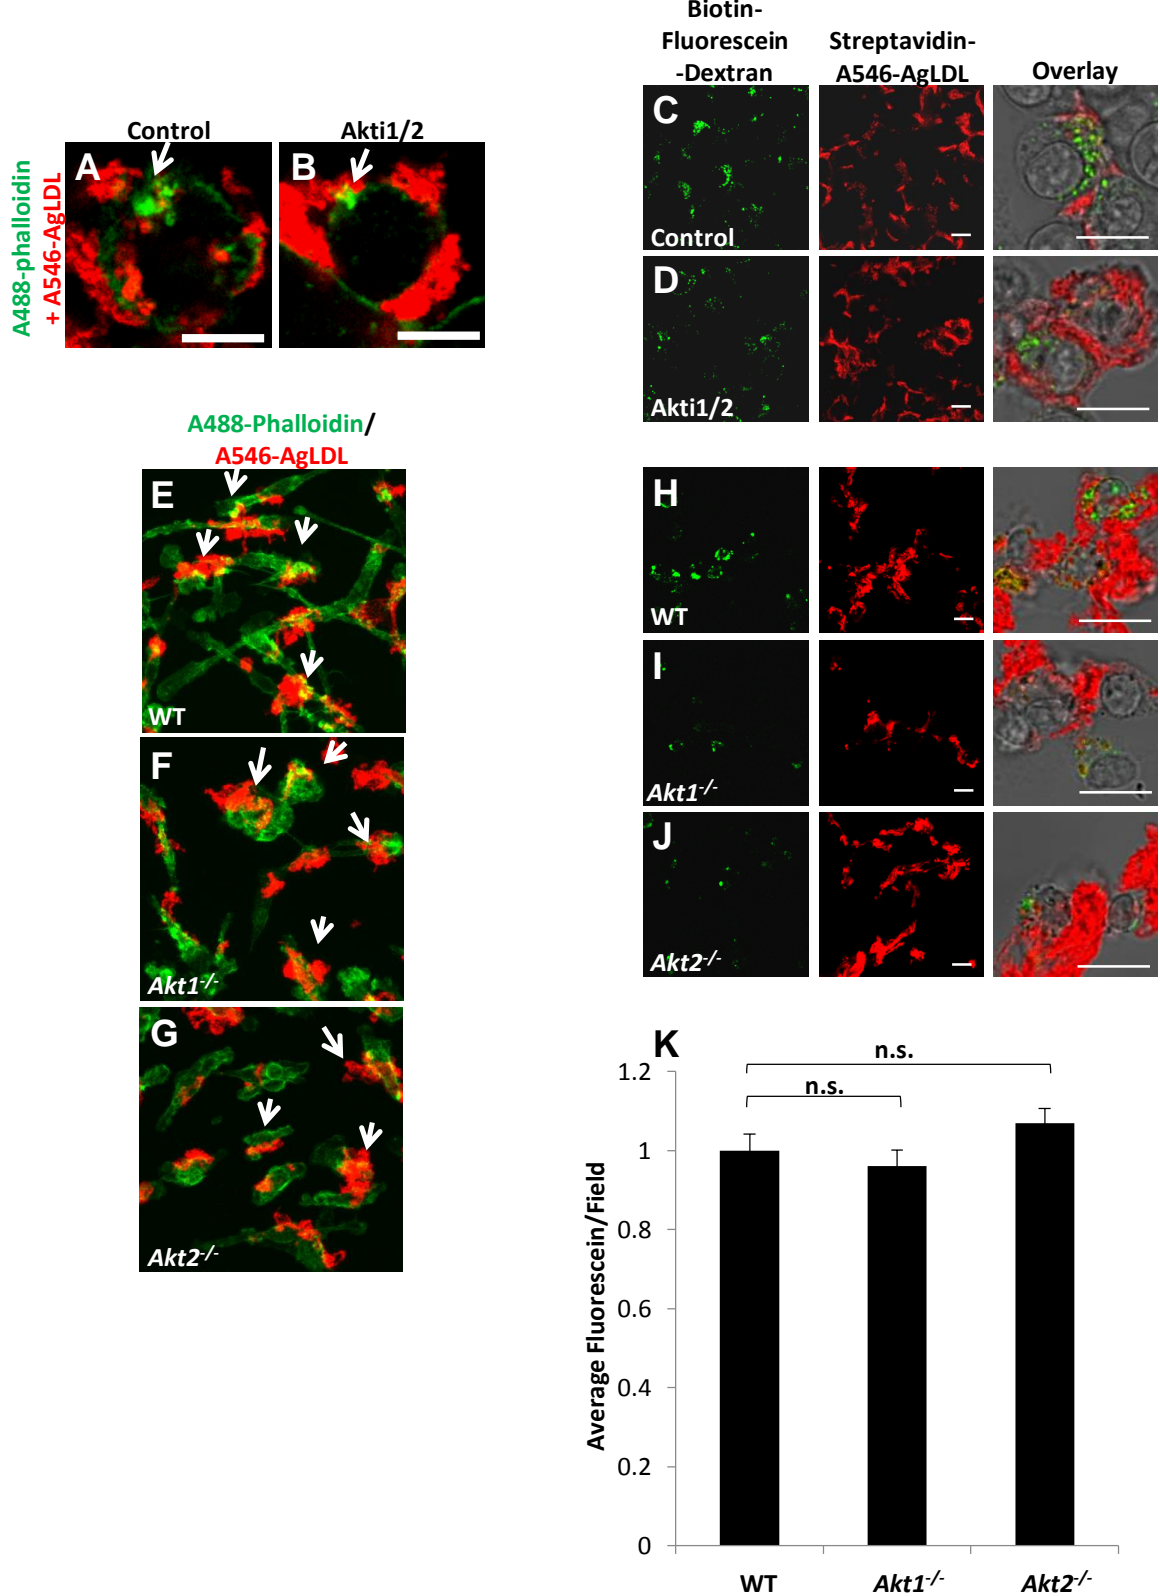 Control
Akti1/2
A488-phalloidin
+ A546-AgLDL
A
B
Biotin-
Fluorescein
-Dextran
Streptavidin-
A546-AgLDL
Overlay
C
Control
D
Akti1/2
A488-Phalloidin/
A546-AgLDL
E
WT
F
Akt1-/-
G
Akt2-/-
H
WT
I
Akt1-/-
J
Akt2-/-
K
n.s.
n.s.
1.2
1
0.8
0.6
0.4
0.2
0
Average Fluorescein/Field
WT
Akt1-/-
Akt2-/-